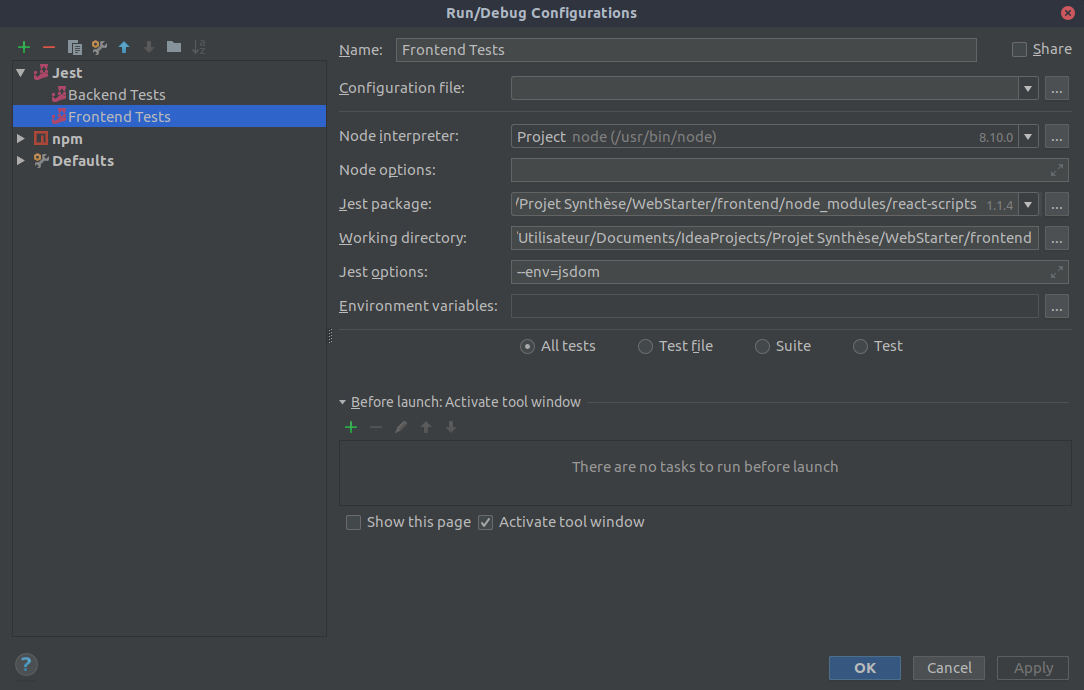 Run/Debug Configurations
Name: Frontend Tests Share
Jest
Backend Tests
Frontend Tests
npm
Defaults
Configuration file: ...
Node interpreter: Project node (/usr/bin/node) 8.10.0 ...
Node options:
Jest package: /Projet Synthèse/WebStarter/frontend/node_modules/react-scripts 1.1.4 ...
Working directory: Utilisateur/Documents/IdeaProjects/Projet Synthèse/WebStarter/frontend ...
Jest options: --env=jsdom
Environment variables: ...
All tests Test file Suite Test
Before launch: Activate tool window
There are no tasks to run before launch
Show this page Activate tool window
? OK Cancel Apply